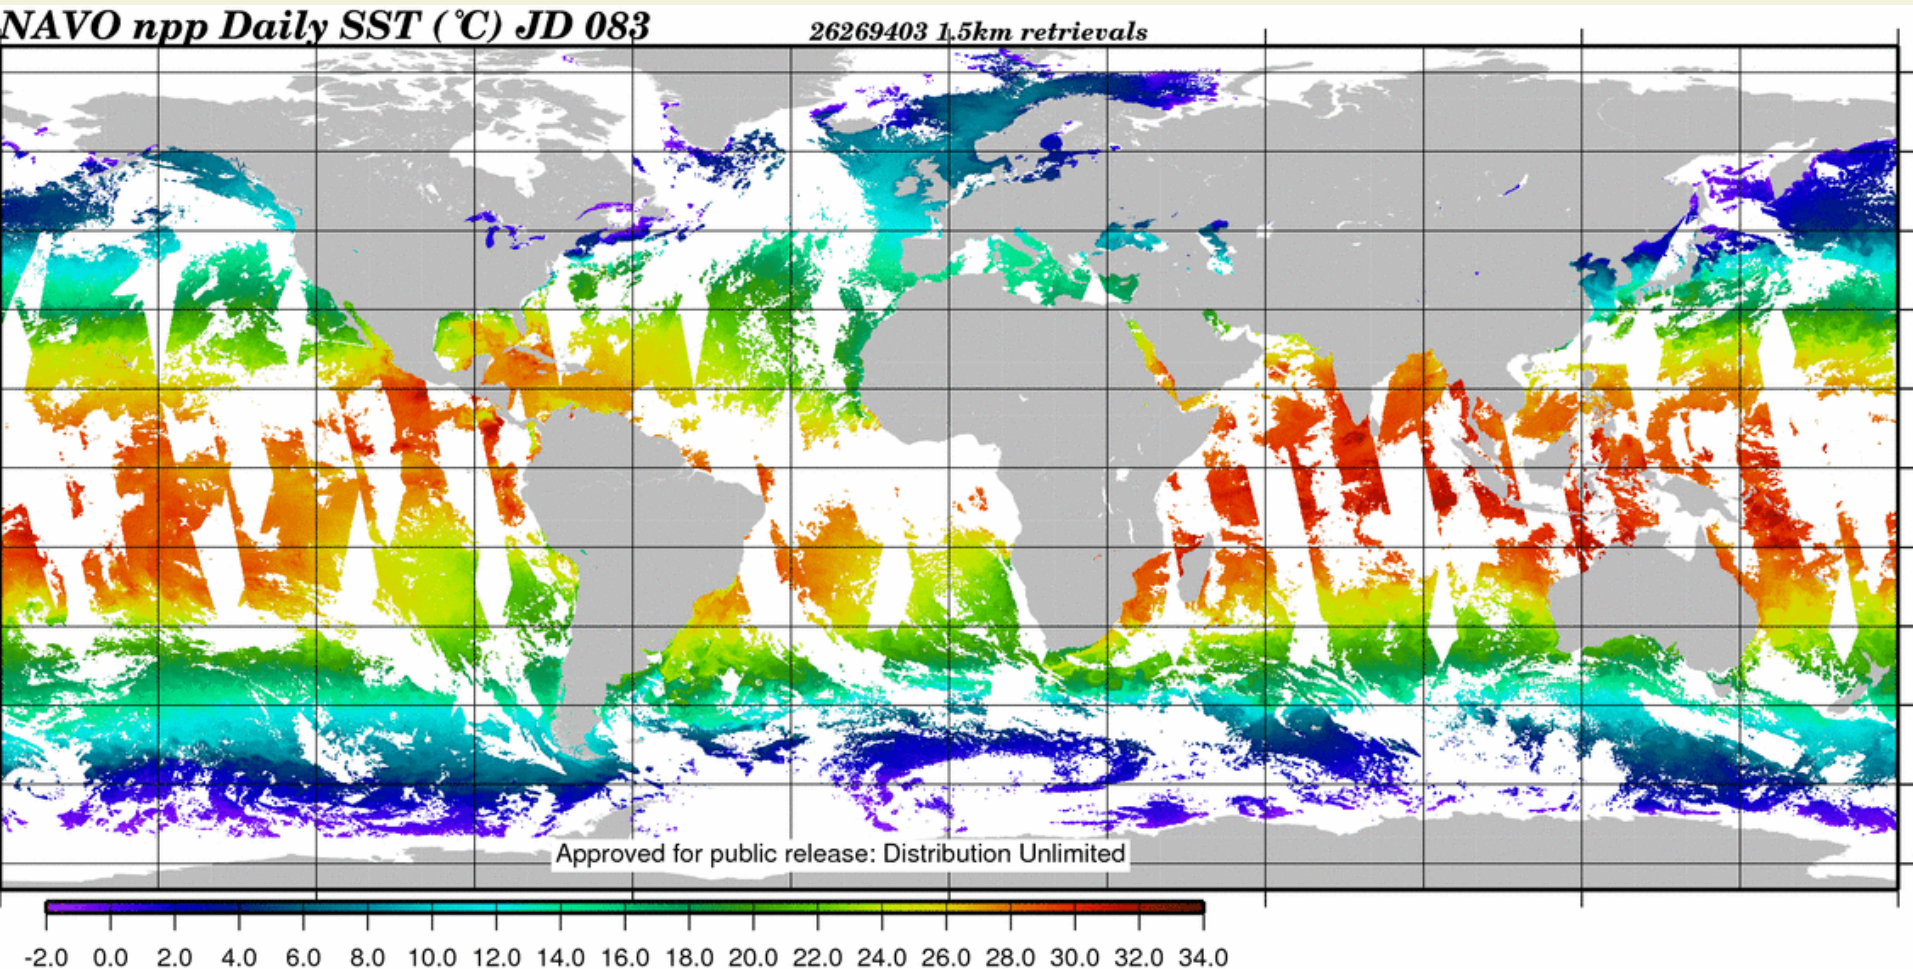 NAVO npp Daily SST (°C) JD 083 26269403 1.5km retrievals
Approved for public release: Distribution Unlimited
-2.0 0.0 2.0 4.0 6.0 8.0 10.0 12.0 14.0 16.0 18.0 20.0 22.0 24.0 26.0 28.0 30.0 32.0 34.0